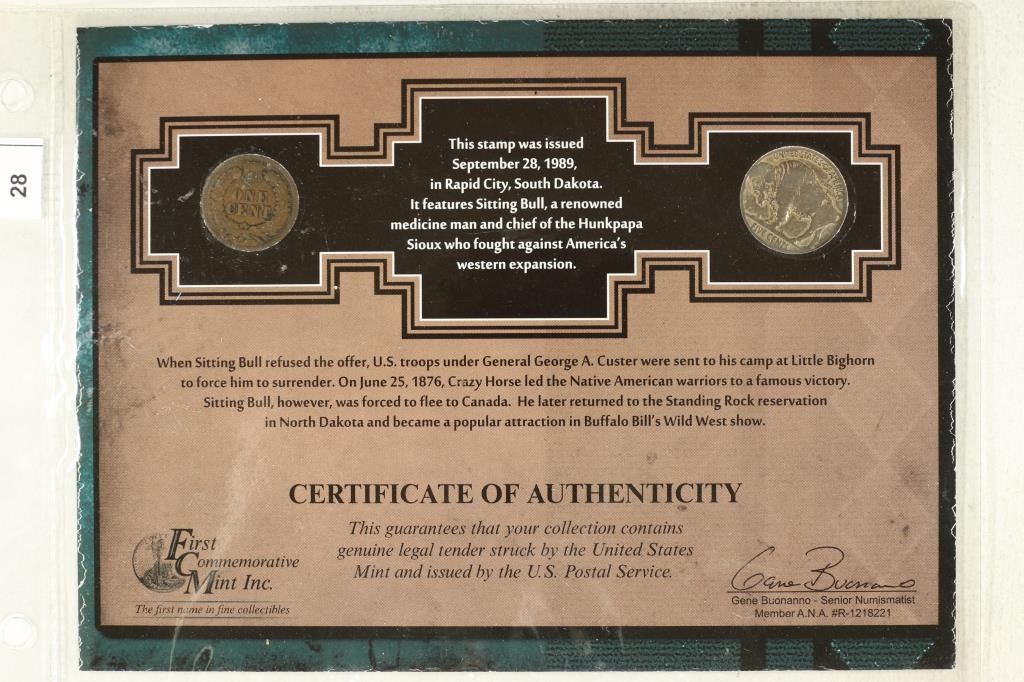 28
This stamp was issued
September 28, 1989,
in Rapid City, South Dakota.
It features Sitting Bull, a renowned
medicine man and chief of the Hunkpapa
Sioux who fought against America's
western expansion.
ONE
CENT
UNITED STATES OF AMERICA
FIVE CENTS
When Sitting Bull refused the offer, U.S. troops under General George A. Custer were sent to his camp at Little Bighorn
to force him to surrender. On June 25, 1876, Crazy Horse led the Native American warriors to a famous victory.
Sitting Bull, however, was forced to flee to Canada. He later returned to the Standing Rock reservation
in North Dakota and became a popular attraction in Buffalo Bill's Wild West show.
CERTIFICATE OF AUTHENTICITY
This guarantees that your collection contains
genuine legal tender struck by the United States
Mint and issued by the U.S. Postal Service.
First
Commemorative
Mint Inc.
The first name in fine collectibles
Gene Buonanno
Gene Buonanno - Senior Numismatist
Member A.N.A. #R-1218221